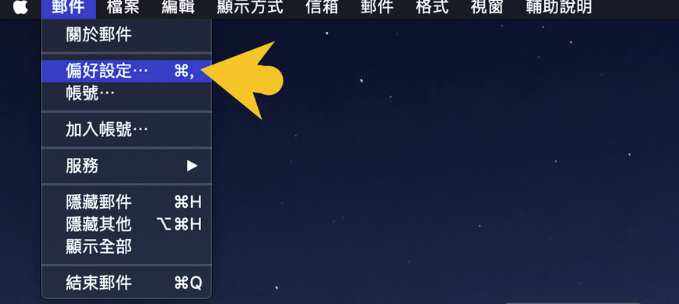 郵件 檔案 編輯 顯示方式 信箱 郵件 格式 視窗 輔助說明
關於郵件
偏好設定⋯ ⌘,
帳號⋯
加入帳號⋯
服務 ▶
隱藏郵件 ⌘H
隱藏其他 ⌥⌘H
顯示全部
結束郵件 ⌘Q